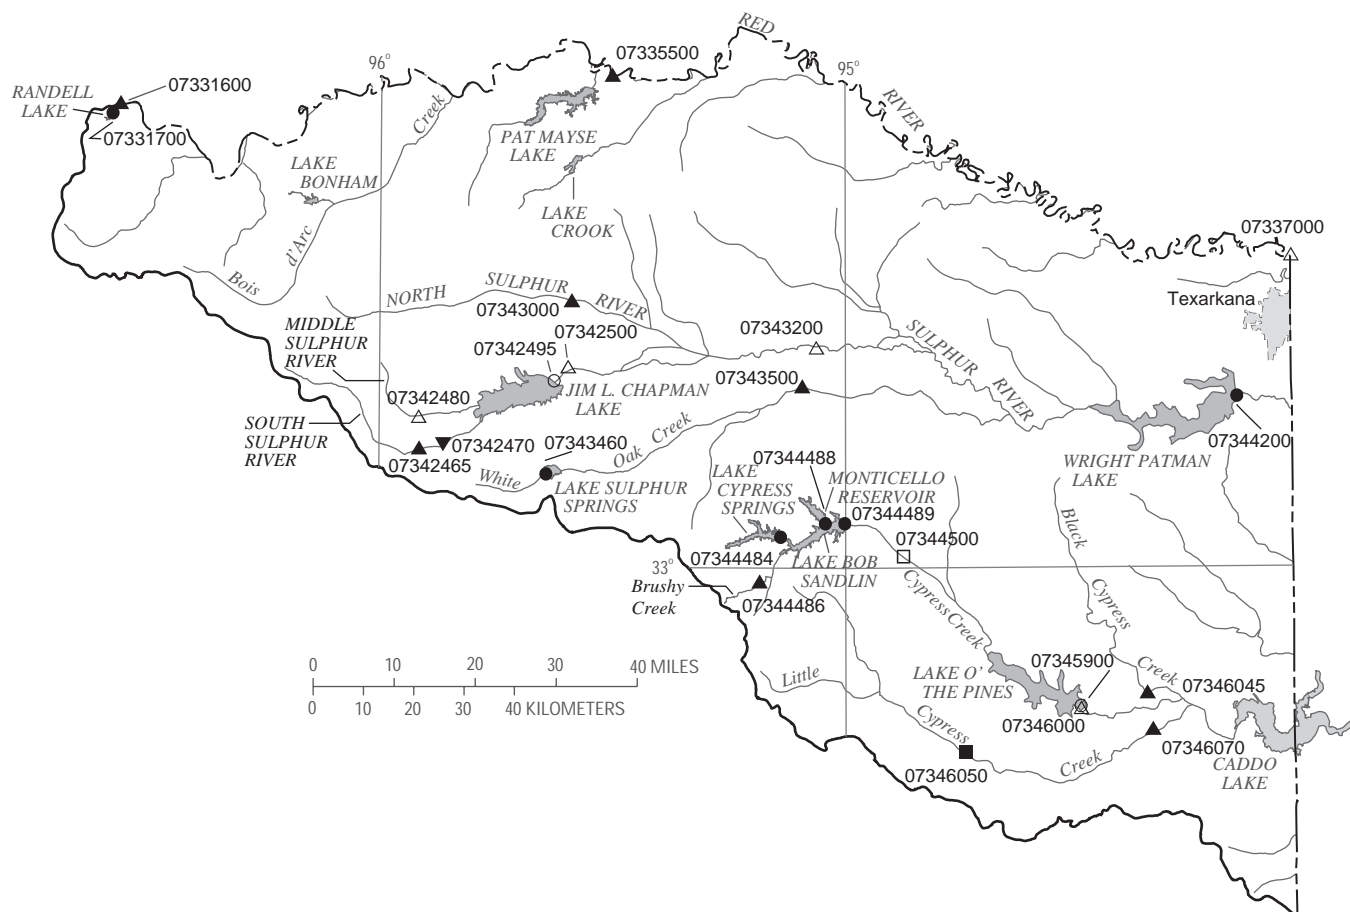 RED
96°
07335500
95°
RANDELL
LAKE
07331600
07331700
Creek
RIVER
PAT MAYSE
LAKE
LAKE
BONHAM
LAKE
CROOK
07337000
d'Arc
Bois
Texarkana
NORTH
SULPHUR
RIVER
07343000
07342500
MIDDLE
SULPHUR
RIVER
07343200
SULPHUR
RIVER
07342495
07343500
JIM L. CHAPMAN
LAKE
07342480
SOUTH
SULPHUR
RIVER
07342470
07343460
07342465
Oak Creek
White
LAKE SULPHUR
SPRINGS
07344200
WRIGHT PATMAN
LAKE
07344488
LAKE
CYPRESS
SPRINGS
MONTICELLO
RESERVOIR
07344489
07344500
Black
Cypress
Creek
07344484
LAKE BOB
SANDLIN
33°
Brushy
Creek
07344486
Cypress Creek
0 10 20 30 40 MILES
0 10 20 30 40 KILOMETERS
Little
Cypress
Creek
LAKE O'
THE PINES
07345900
07346000
07346045
07346070
07346050
CADDO
LAKE